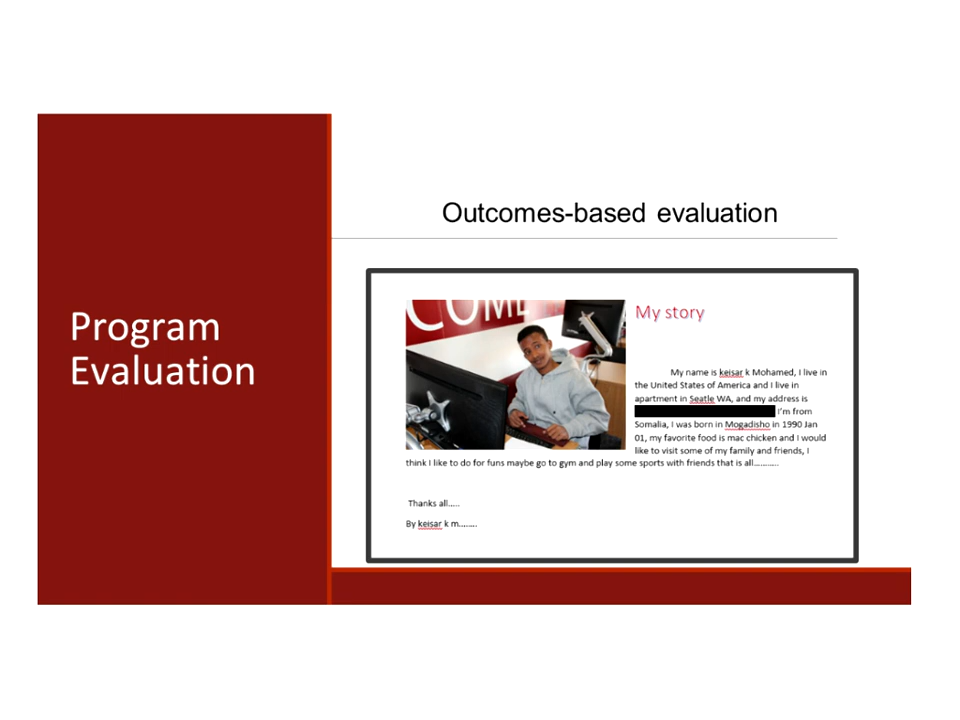 Program
Evaluation
Outcomes-based evaluation
COME
My story
My name is keisar k Mohamed, I live in
the United States of America and I live in
apartment in Seatle WA, and my address is
I'm from
Somalia, I was born in Mogadisho in 1990 Jan
01, my favorite food is mac chicken and I would
like to visit some of my family and friends, I
think I like to do for funs maybe go to gym and play some sports with friends that is all...........
Thanks all.....
By keisar k m........